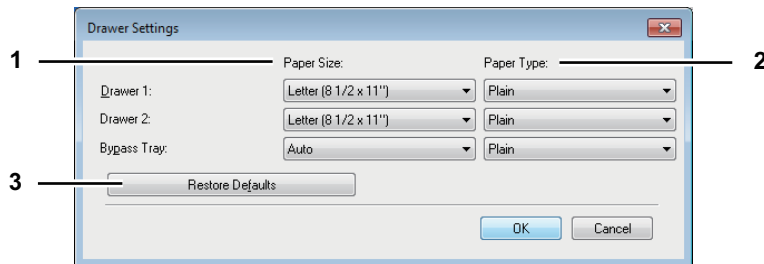 Drawer Settings
1 Paper Size: Paper Type: 2
Drawer 1: Letter (8 1/2 x 11") Plain
Drawer 2: Letter (8 1/2 x 11") Plain
Bypass Tray: Auto Plain
3 Restore Defaults
OK Cancel